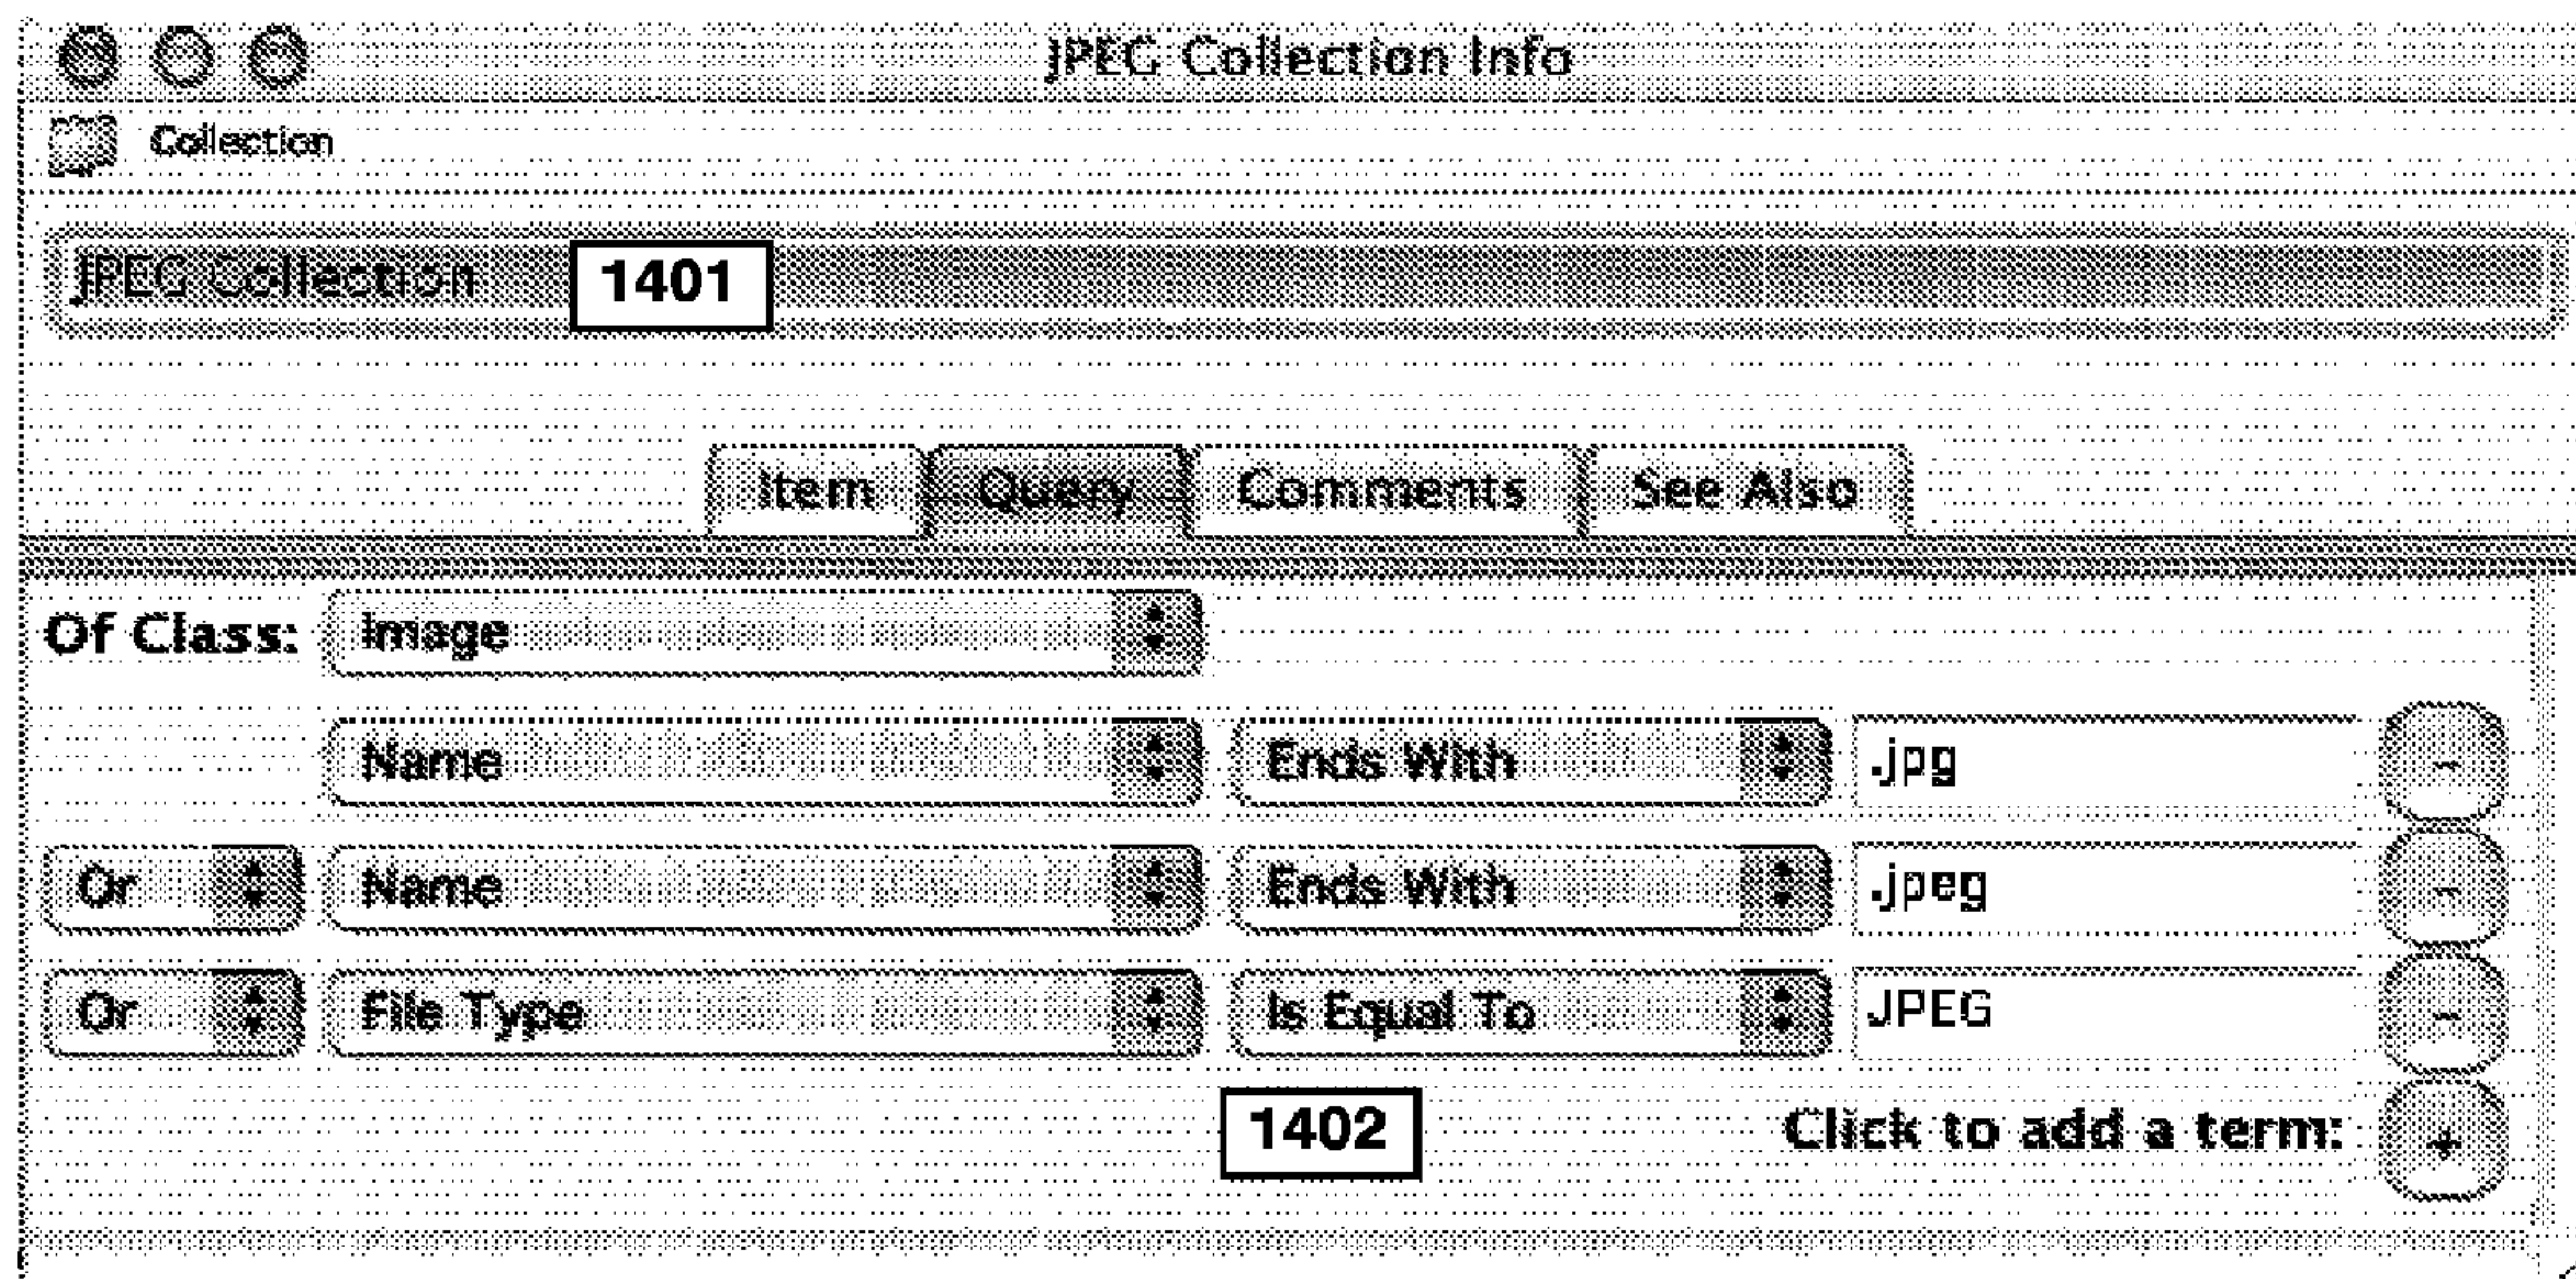 JPEG Collection Info
Collection
JPEG Collection 1401
Item Query Comments See Also
Of Class: Image
Name Ends With .jpg -
Or Name Ends With .jpeg -
Or File Type Is Equal To JPEG -
1402 Click to add a term: +